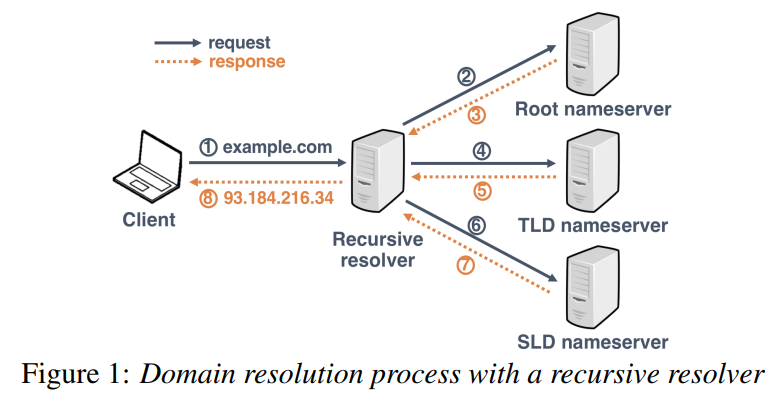 request
response
②
Root nameserver
③
① example.com
④
⑧ 93.184.216.34
⑤
Client
TLD nameserver
Recursive
resolver
⑥
⑦
SLD nameserver
Figure 1: Domain resolution process with a recursive resolver